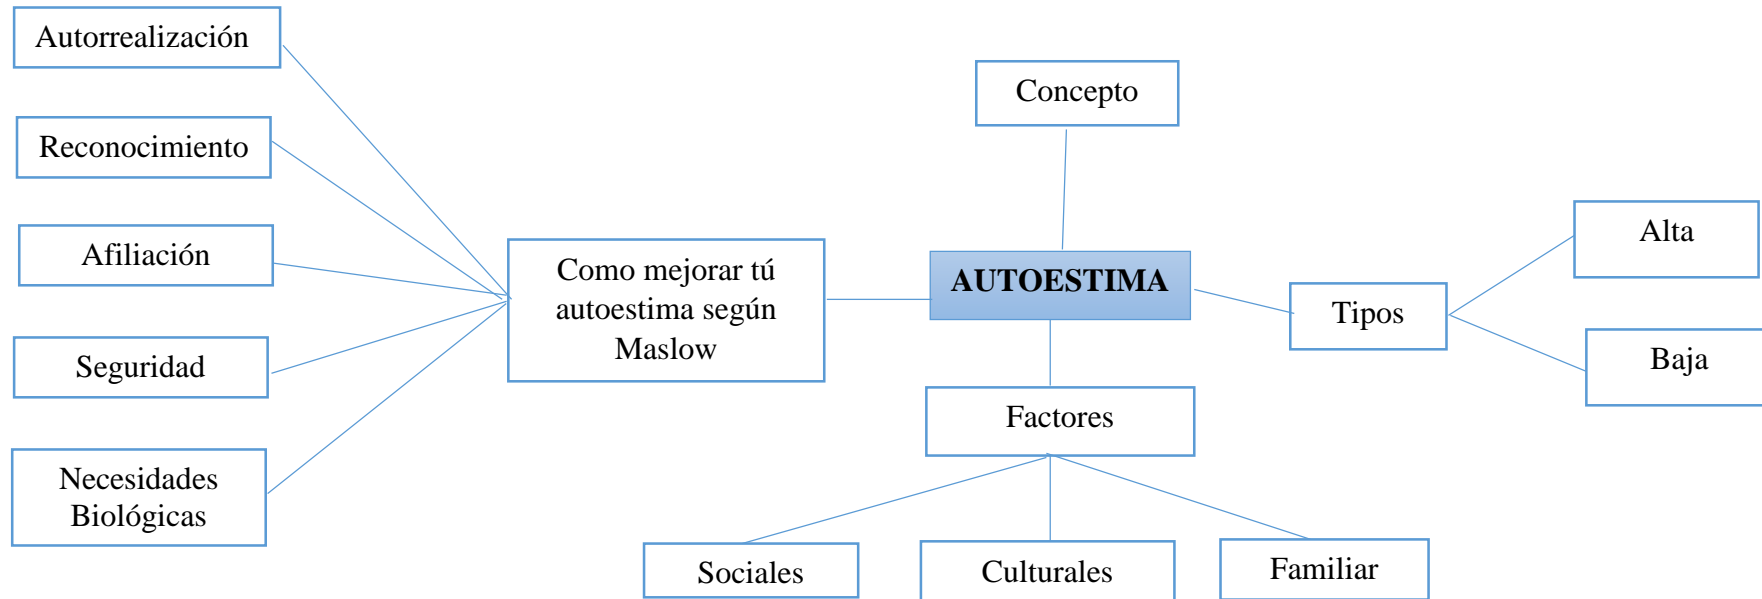 Autorrealización
Reconocimiento
Afiliación
Seguridad
Necesidades
Biológicas
Como mejorar tú
autoestima según
Maslow
Concepto
AUTOESTIMA
Tipos
Alta
Baja
Factores
Sociales
Culturales
Familiar